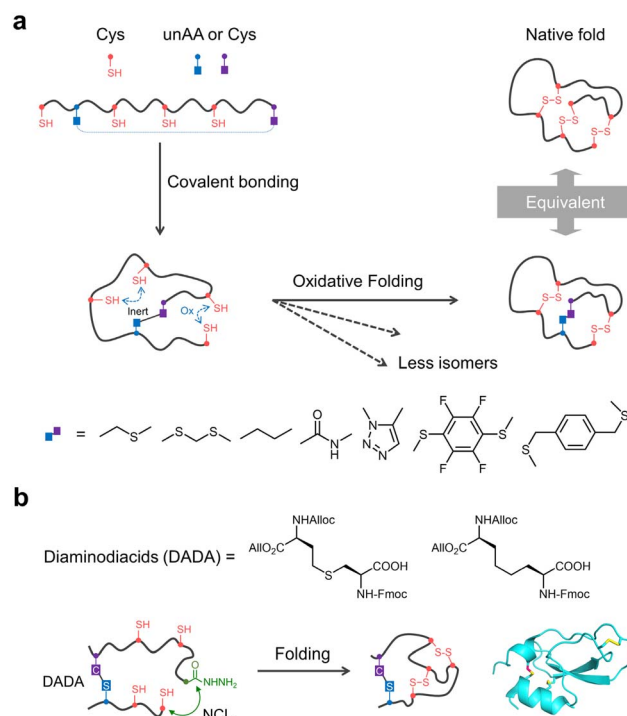 a
Cys
unAA or Cys
Native fold
SH
S-S
S-S
S-S
SH
SH
SH
SH
Covalent bonding
Equivalent
SH
SH
Inert
Ox
SH
SH
Oxidative Folding
Less isomers
S-S
S-S
=
S
S
S
O
N
H
N
N=N
F
F
S
S
F
F
S
S
b
Diaminodiacids (DADA) =
NHAlloc
AllO2C
S
COOH
NH-Fmoc
NHAlloc
AllO2C
COOH
NH-Fmoc
SH
SH
DADA
C
S
SH
SH
O
NHNH2
NCL
Folding
C
S
S-S
S-S